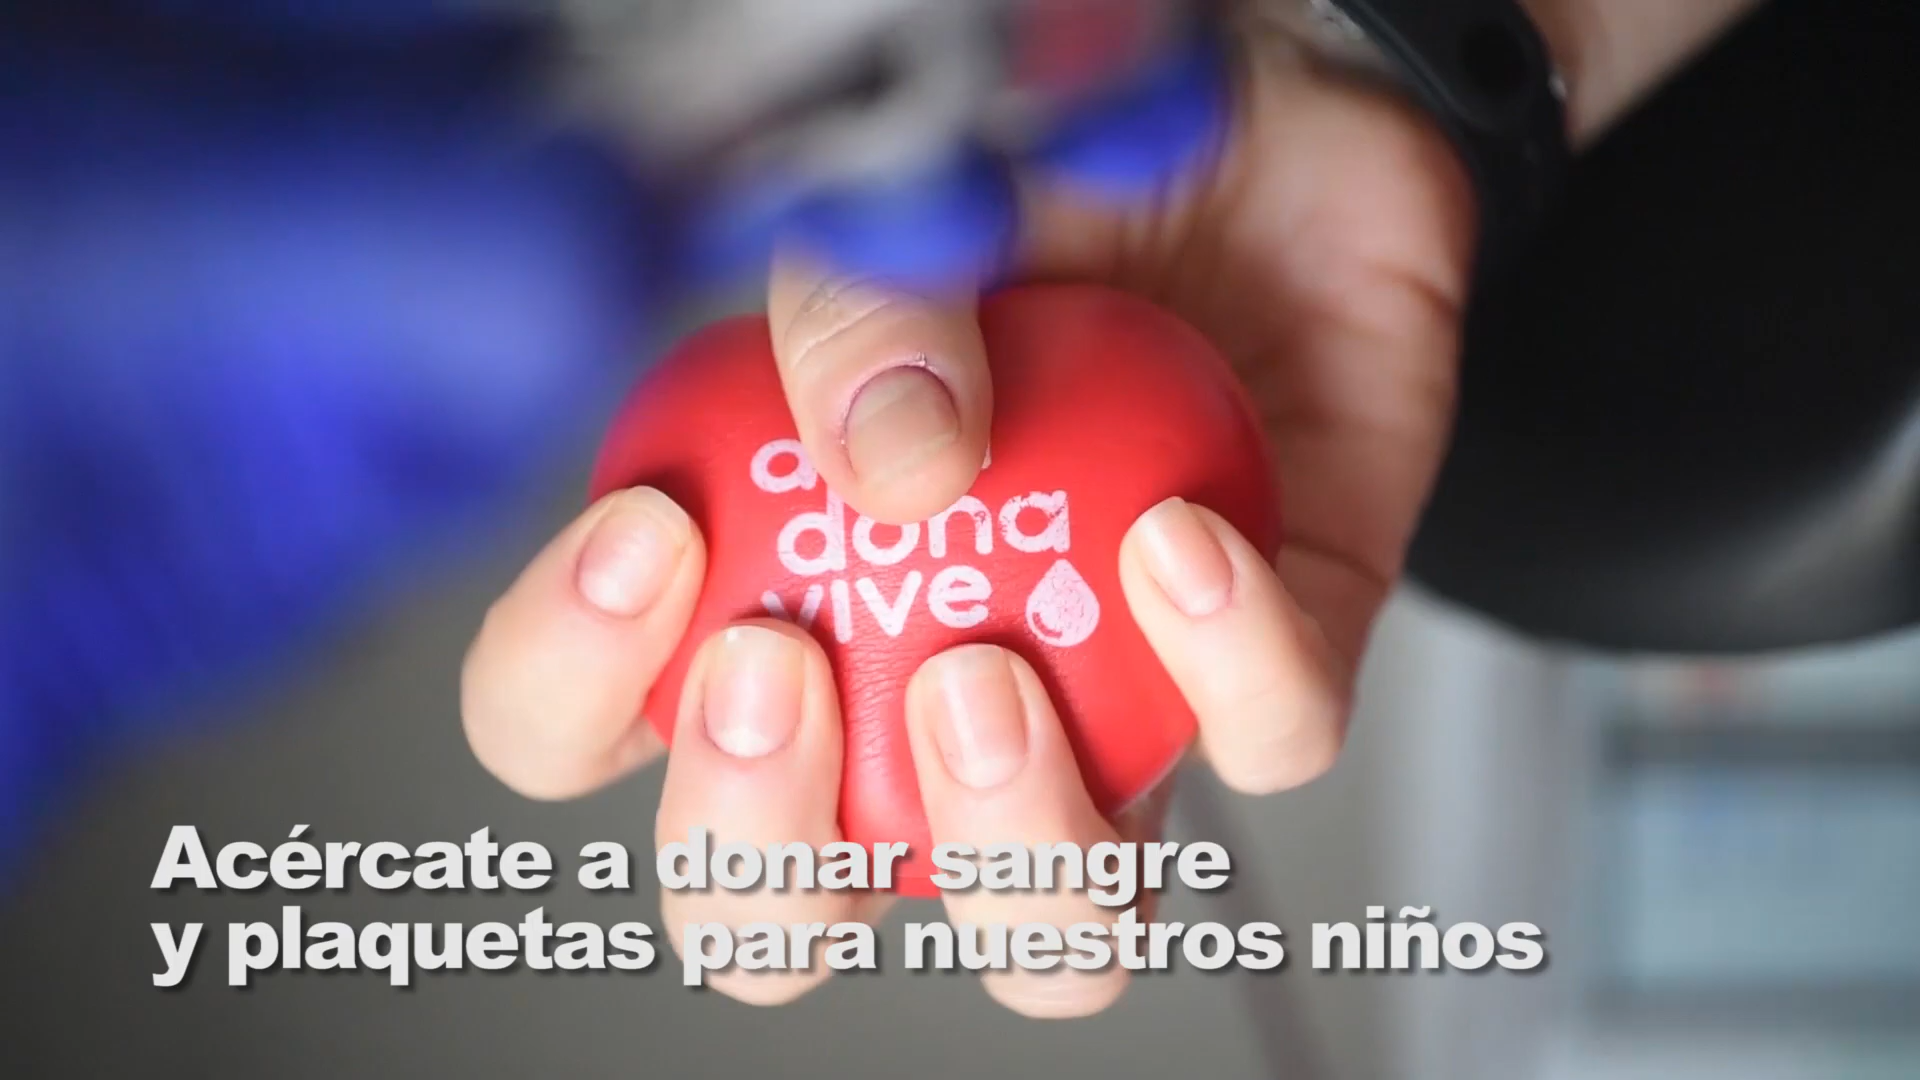 dona
vive
Acércate a donar sangre
y plaquetas para nuestros niños